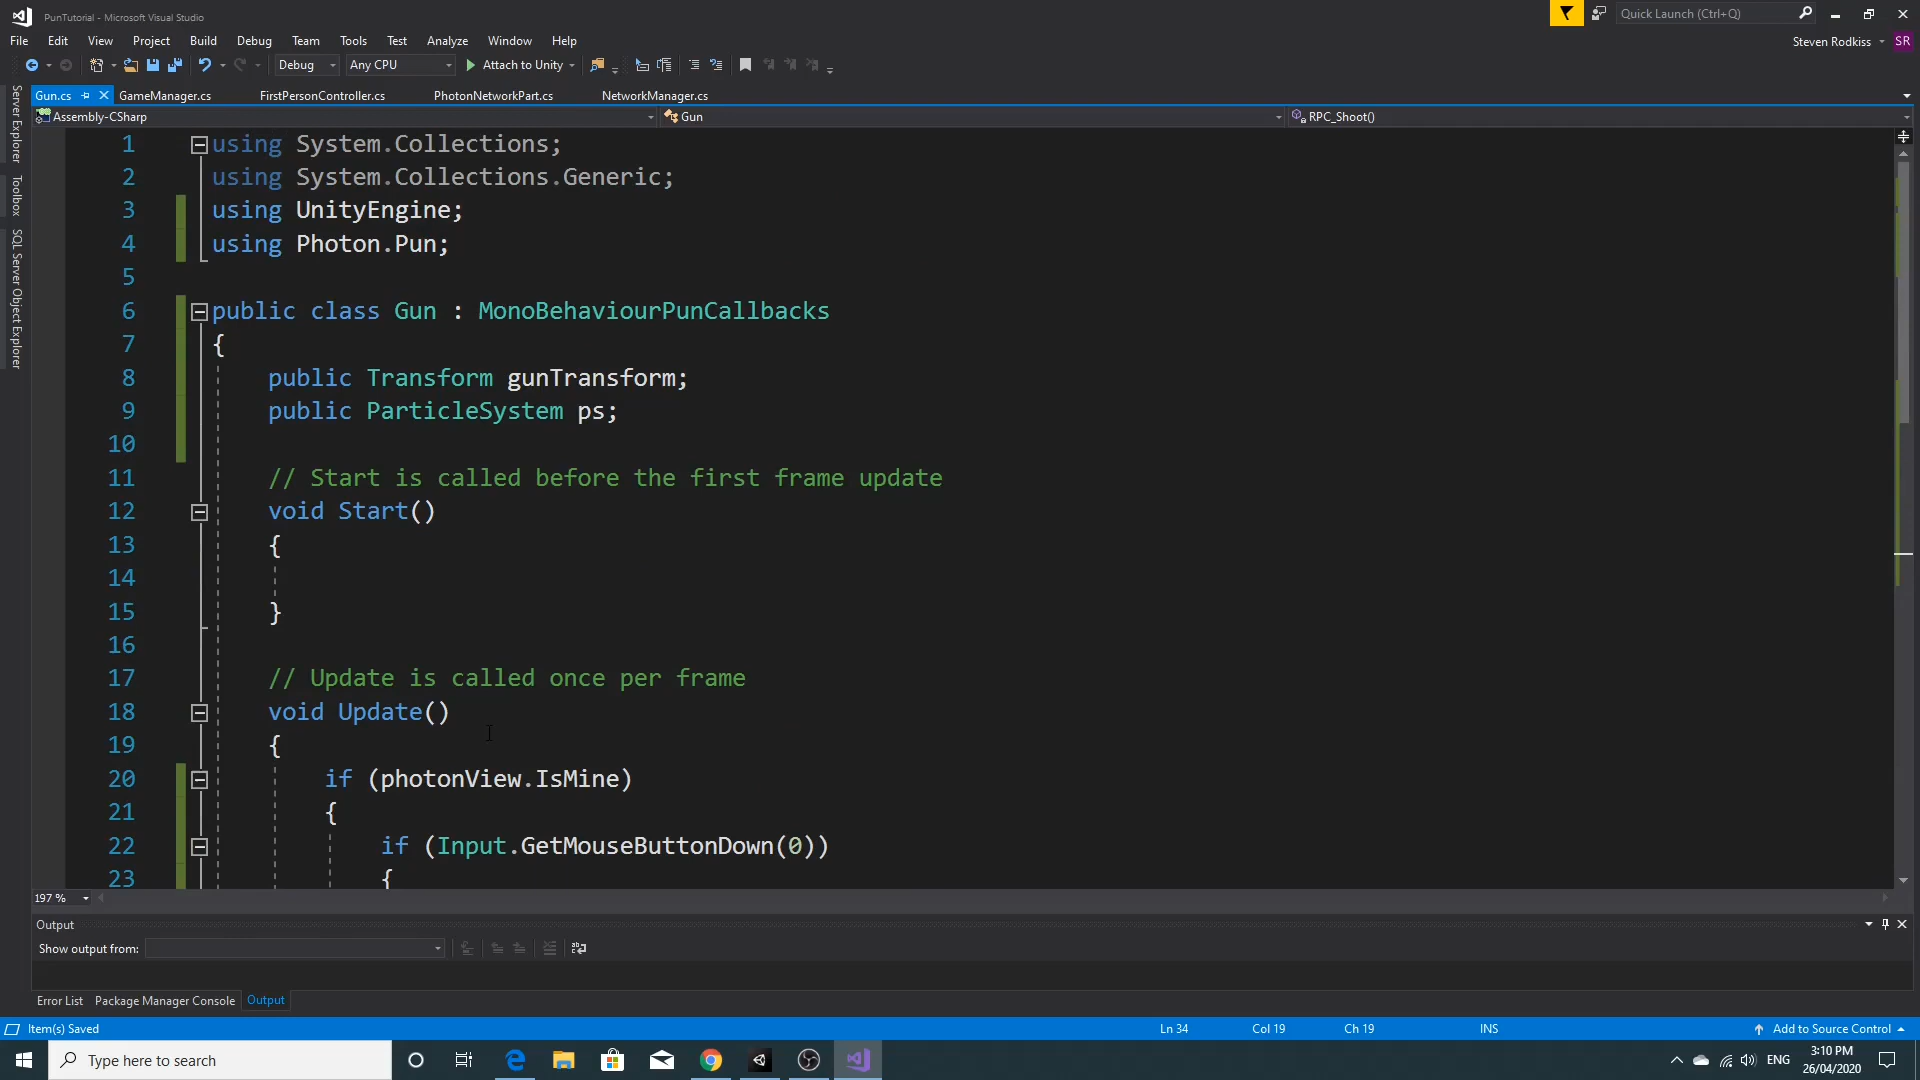 PunTutorial - Microsoft Visual Studio
Quick Launch (Ctrl+Q)
File Edit View Project Build Debug Team Tools Test Analyze Window Help
Steven Rodkiss SR
Debug Any CPU Attach to Unity
Gun.cs GameManager.cs FirstPersonController.cs PhotonNetworkPart.cs NetworkManager.cs
Assembly-CSharp Gun RPC_Shoot()
Server Explorer
Toolbox
SQL Server Object Explorer
1 using System.Collections;
2 using System.Collections.Generic;
3 using UnityEngine;
4 using Photon.Pun;
5
6 public class Gun : MonoBehaviourPunCallbacks
7 {
8 public Transform gunTransform;
9 public ParticleSystem ps;
10
11 // Start is called before the first frame update
12 void Start()
13 {
14
15 }
16
17 // Update is called once per frame
18 void Update()
19 {
20 if (photonView.IsMine)
21 {
22 if (Input.GetMouseButtonDown(0))
23 {
197 %
Output
Show output from:
Error List Package Manager Console Output
Item(s) Saved Ln 34 Col 19 Ch 19 INS Add to Source Control
Type here to search
ENG
3:10 PM
26/04/2020